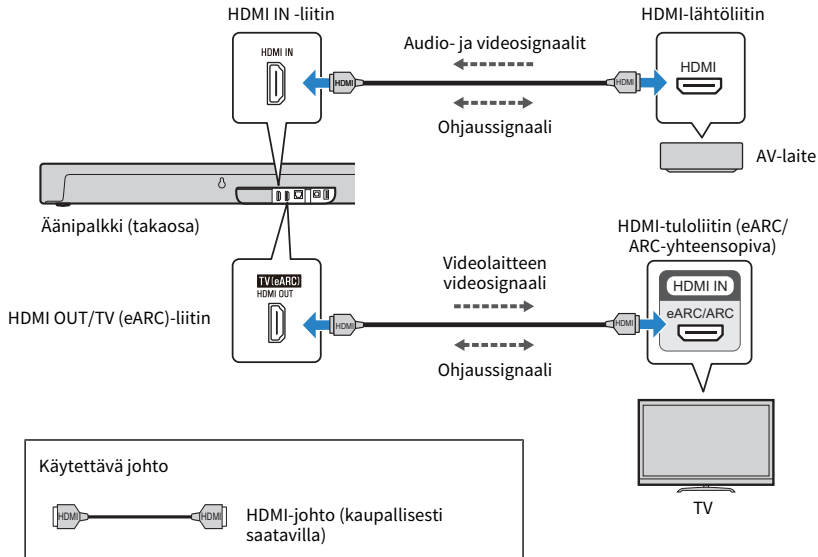 HDMI IN -liitin
HDMI-lähtöliitin
HDMI IN
Audio- ja videosignaalit
HDMI
HDMI
HDMI
Ohjaussignaali
AV-laite
Äänipalkki (takaosa)
HDMI-tuloliitin (eARC/
ARC-yhteensopiva)
TV(eARC)
HDMI OUT
Videolaitteen
videosignaali
HDMI IN
eARC/ARC
HDMI OUT/TV (eARC)-liitin
HDMI
HDMI
Ohjaussignaali
TV
Käytettävä johto
HDMI
HDMI
HDMI-johto (kaupallisesti
saatavilla)